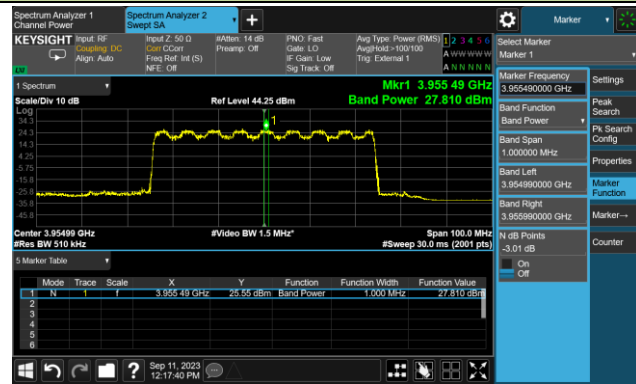 Spectrum Analyzer 1
Channel Power
Spectrum Analyzer 2
Swept SA
Marker
KEYSIGHT
Input: RF
Coupling: DC
Align: Auto
Input Z: 50 Ω
Corr CCorr
Freq Ref: Int (S)
NFE: Off
#Atten: 14 dB
Preamp: Off
PNO: Fast
Gate: LO
IF Gain: Low
Sig Track: Off
Avg Type: Power (RMS)
Avg|Hold:>100/100
Trig: External 1
1 2 3 4 5 6
A W W W W W
A N N N N N
Select Marker
Marker 1
1 Spectrum
Scale/Div 10 dB
Log
Ref Level 44.25 dBm
Mkr1 3.955 49 GHz
Band Power 27.810 dBm
34.3
24.3
14.3
4.25
-5.75
-15.8
-25.8
-35.8
-45.8
1
Center 3.95499 GHz
#Res BW 510 kHz
#Video BW 1.5 MHz*
Span 100.0 MHz
#Sweep 30.0 ms (2001 pts)
5 Marker Table
Mode Trace Scale X Y Function Function Width Function Value
1 N 1 f 3.955 49 GHz 25.55 dBm Band Power 1.000 MHz 27.810 dBm
2
3
4
5
6
Marker Frequency
3.955490000 GHz
Band Function
Band Power
Band Span
1.000000 MHz
Band Left
3.954990000 GHz
Band Right
3.955990000 GHz
N dB Points
-3.01 dB
On
Off
Settings
Peak
Search
Pk Search
Config
Properties
Marker
Function
Marker→
Counter
Sep 11, 2023
12:17:40 PM